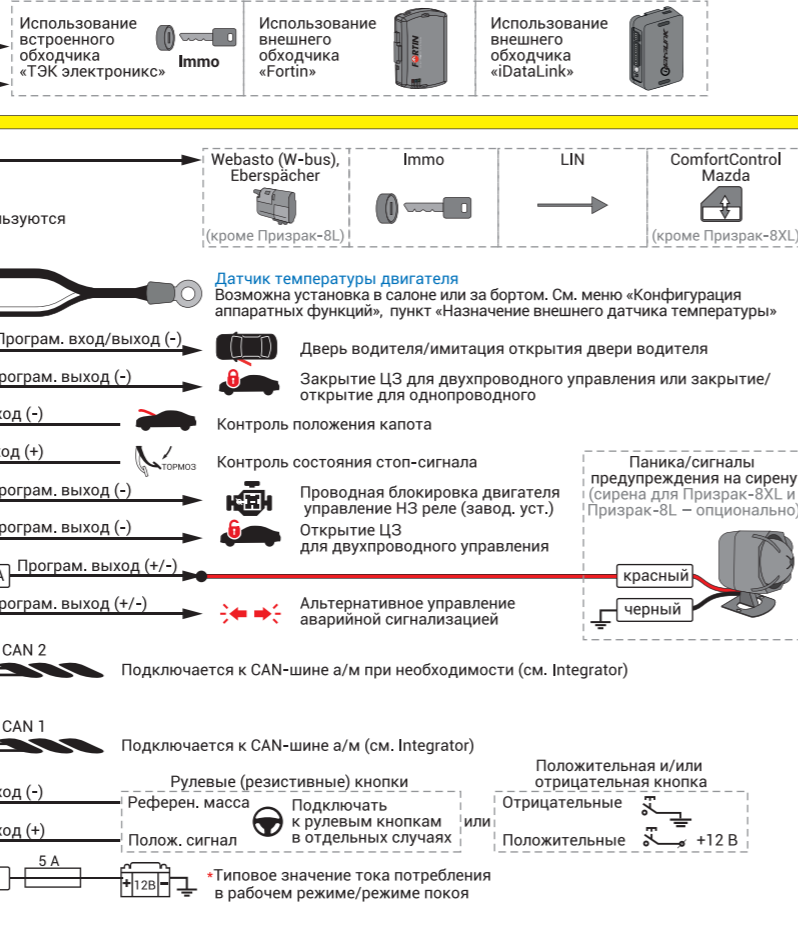 Использование
встроенного
обходчика
«ТЭК электроникс»
Immo
Использование
внешнего
обходчика
«Fortin»
FORTIN
Использование
внешнего
обходчика
«iDataLink»
iDATALINK
Webasto (W-bus),
Eberspächer
(кроме Призрак-8L)
Immo
LIN
ComfortControl
Mazda
(кроме Призрак-8XL)
льзуются
Датчик температуры двигателя
Возможна установка в салоне или за бортом. См. меню «Конфигурация
аппаратных функций», пункт «Назначение внешнего датчика температуры»
Програм. вход/выход (-)
Дверь водителя/имитация открытия двери водителя
рограм. выход (-)
Закрытие ЦЗ для двухпроводного управления или закрытие/
открытие для однопроводного
ход (-)
Контроль положения капота
ход (+)
ТОРМОЗ
Контроль состояния стоп-сигнала
Паника/сигналы
предупреждения на сирену
(сирена для Призрак-8XL и
Призрак-8L – опционально)
рограм. выход (-)
Проводная блокировка двигателя
управление НЗ реле (завод. уст.)
рограм. выход (-)
Открытие ЦЗ
для двухпроводного управления
А
Програм. выход (+/-)
красный
рограм. выход (+/-)
Альтернативное управление
аварийной сигнализацией
черный
CAN 2
Подключается к CAN-шине а/м при необходимости (см. Integrator)
CAN 1
Подключается к CAN-шине а/м (см. Integrator)
Рулевые (резистивные) кнопки
Положительная и/или
отрицательная кнопка
ход (-)
Референ. масса
Подключать
к рулевым кнопкам
в отдельных случаях
или
Отрицательные
ход (+)
Полож. сигнал
Положительные
+12 В
5 А
+ 12В -
*Типовое значение тока потребления
в рабочем режиме/режиме покоя